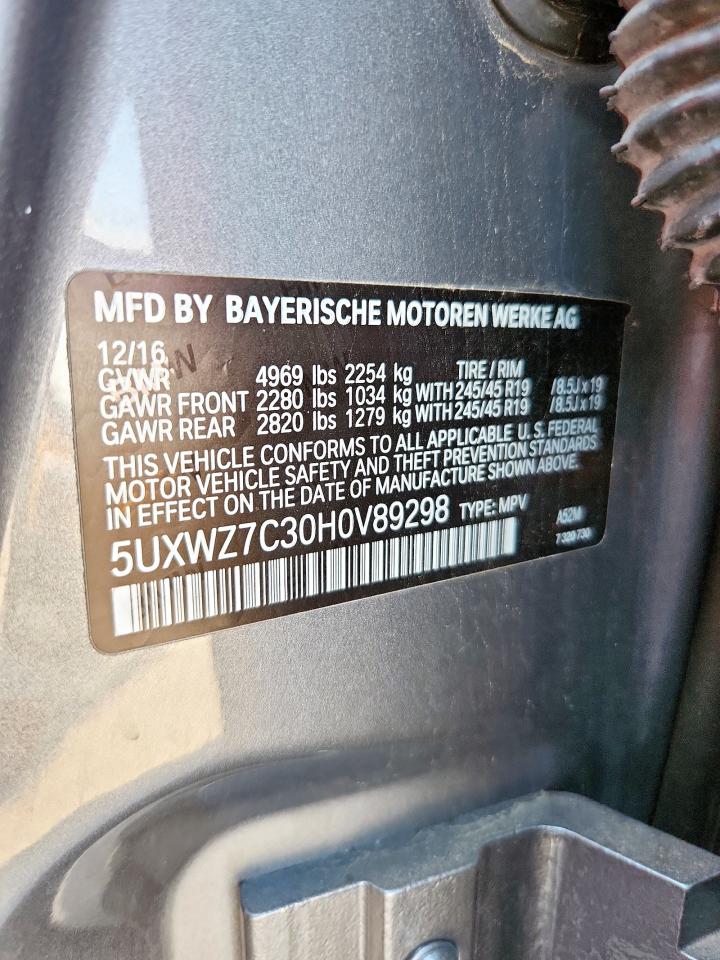 MFD BY BAYERISCHE MOTOREN WERKE AG
12/16
GVWR 4969 lbs 2254 kg TIRE / RIM
GAWR FRONT 2280 lbs 1034 kg WITH 245/45 R19 / 8.5J x 19
GAWR REAR 2820 lbs 1279 kg WITH 245/45 R19 / 8.5J x 19
THIS VEHICLE CONFORMS TO ALL APPLICABLE U.S. FEDERAL
MOTOR VEHICLE SAFETY AND THEFT PREVENTION STANDARDS
IN EFFECT ON THE DATE OF MANUFACTURE SHOWN ABOVE.
5UXWZ7C30H0V89298 TYPE: MPV A52M
7 320 730